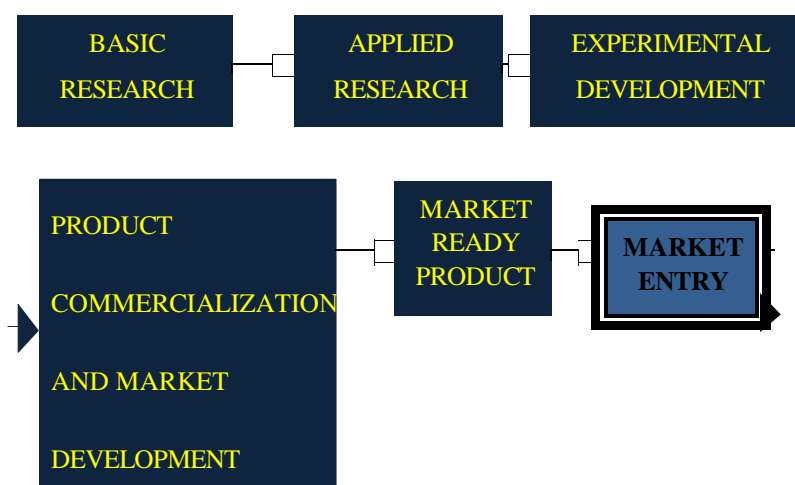 BASIC
RESEARCH
APPLIED
RESEARCH
EXPERIMENTAL
DEVELOPMENT
PRODUCT
COMMERCIALIZATION
AND MARKET
DEVELOPMENT
MARKET
READY
PRODUCT
MARKET
ENTRY